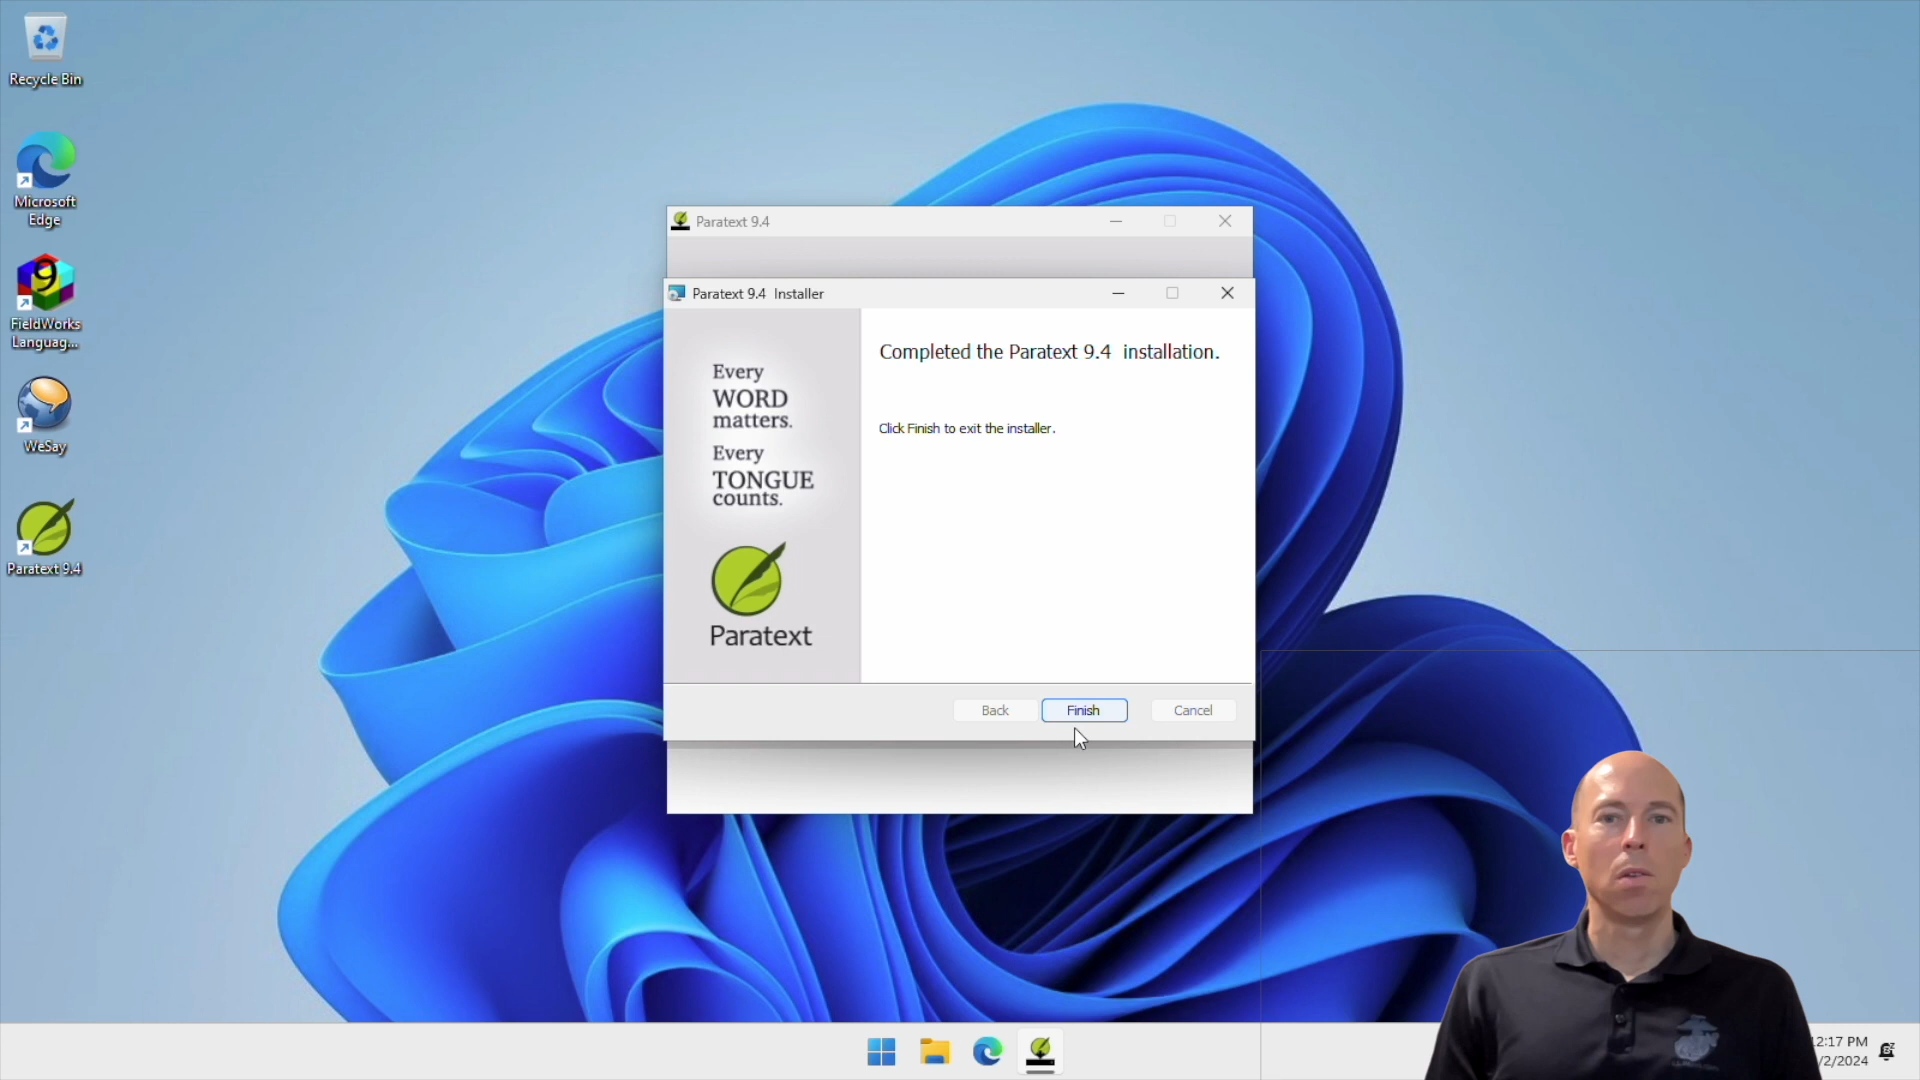 Recycle Bin
Microsoft
Edge
9
FieldWorks
Languag...
WeSay
Paratext 9.4
Paratext 9.4
Paratext 9.4 Installer
Every
WORD
matters.
Every
TONGUE
counts.
Paratext
Completed the Paratext 9.4 installation.
Click Finish to exit the installer.
Back
Finish
Cancel
12:17 PM
/2/2024